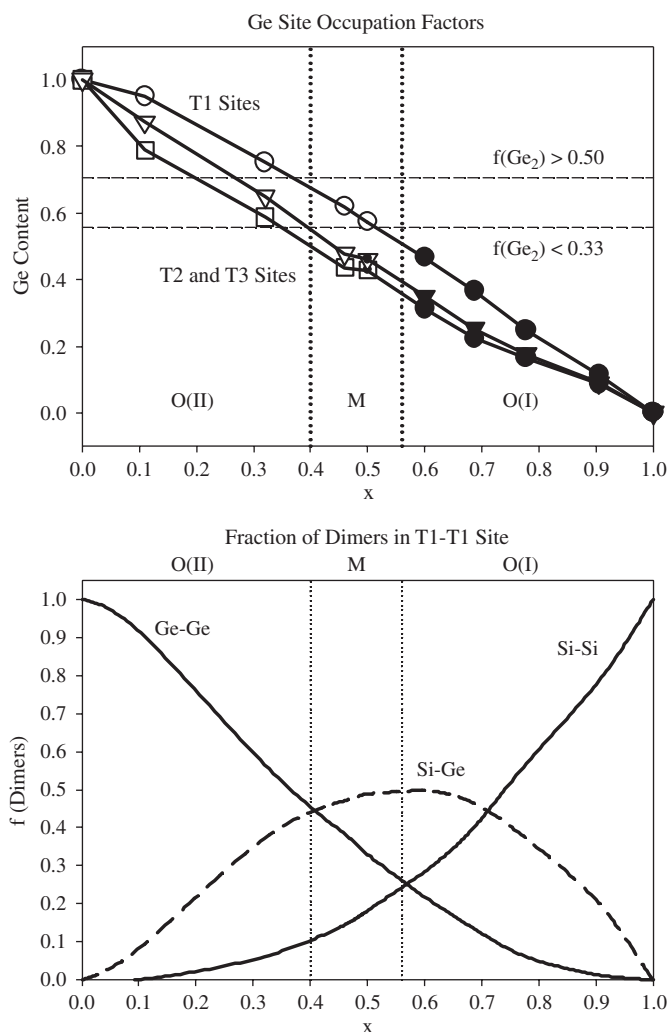 Ge Site Occupation Factors
1.0
T1 Sites
0.8
f(Ge₂) > 0.50
0.6
f(Ge₂) < 0.33
Ge Content
T2 and T3 Sites
0.4
0.2
O(II) M O(I)
0.0
0.0 0.1 0.2 0.3 0.4 0.5 0.6 0.7 0.8 0.9 1.0
x
Fraction of Dimers in T1-T1 Site
O(II) M O(I)
1.0
Ge-Ge
0.9
Si-Si
0.8
0.7
0.6
Si-Ge
0.5
f (Dimers)
0.4
0.3
0.2
0.1
0.0
0.0 0.1 0.2 0.3 0.4 0.5 0.6 0.7 0.8 0.9 1.0
x